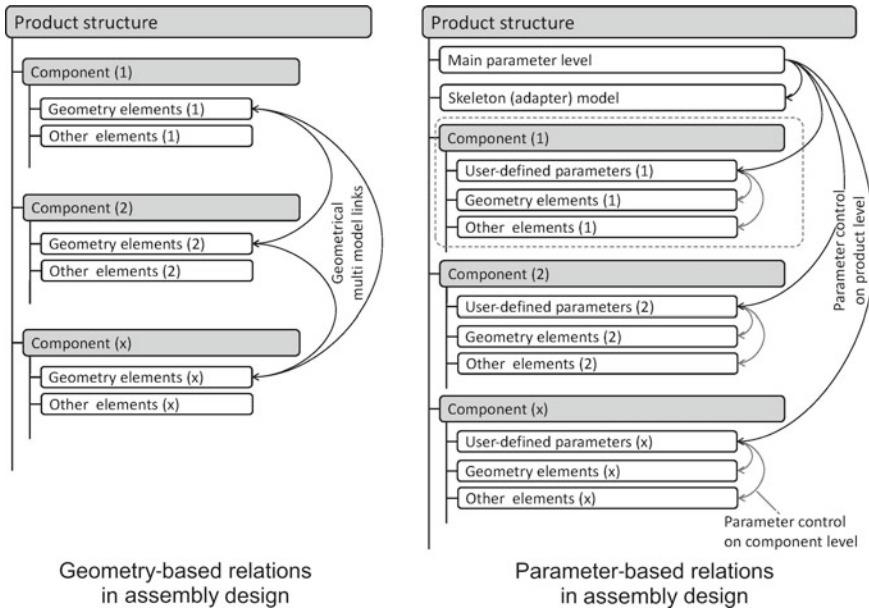 Product structure
Component (1)
Geometry elements (1)
Other elements (1)
Component (2)
Geometry elements (2)
Other elements (2)
Component (x)
Geometry elements (x)
Other elements (x)
Geometrical
multi model links
Geometry-based relations
in assembly design
Product structure
Main parameter level
Skeleton (adapter) model
Component (1)
User-defined parameters (1)
Geometry elements (1)
Other elements (1)
Component (2)
User-defined parameters (2)
Geometry elements (2)
Other elements (2)
Component (x)
User-defined parameters (x)
Geometry elements (x)
Other elements (x)
Parameter control
on product level
Parameter control
on component level
Parameter-based relations
in assembly design